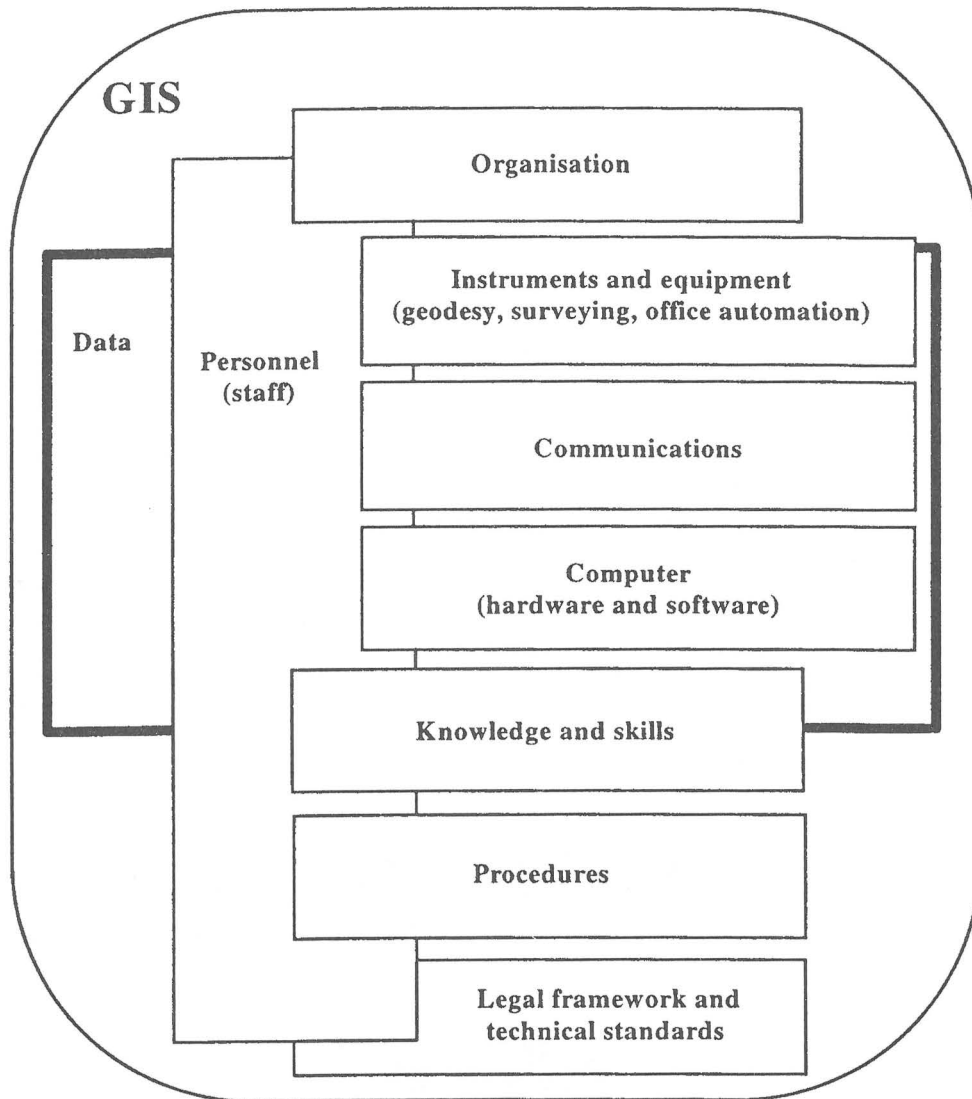 GIS
Organisation
Instruments and equipment
(geodesy, surveying, office automation)
Data
Personnel
(staff)
Communications
Computer
(hardware and software)
Knowledge and skills
Procedures
Legal framework and
technical standards